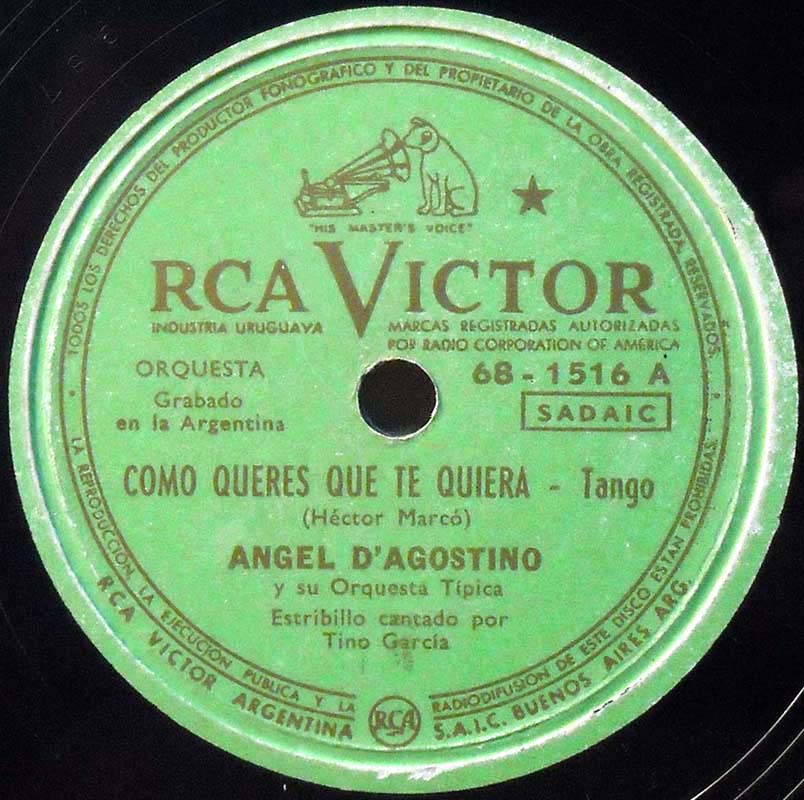 TODOS LOS DERECHOS DEL PRODUCTOR FONOGRAFICO Y DEL PROPIETARIO DE LA OBRA REGISTRADA, RESERVADOS.
"HIS MASTER'S VOICE"
RCA VICTOR
INDUSTRIA URUGUAYA
MARCAS REGISTRADAS AUTORIZADAS
POR RADIO CORPORATION OF AMERICA
ORQUESTA
68-1516 A
Grabado
en la Argentina
SADAIC
COMO QUERES QUE TE QUIERA - Tango
(Héctor Marcó)
ANGEL D'AGOSTINO
y su Orquesta Típica
Estribillo cantado por
Tino García
LA REPRODUCCION, LA EJECUCION PUBLICA Y LA RADIODIFUSION DE ESTE DISCO ESTAN PROHIBIDAS.
RCA VICTOR ARGENTINA S.A.I.C. BUENOS AIRES ARG.
RCA